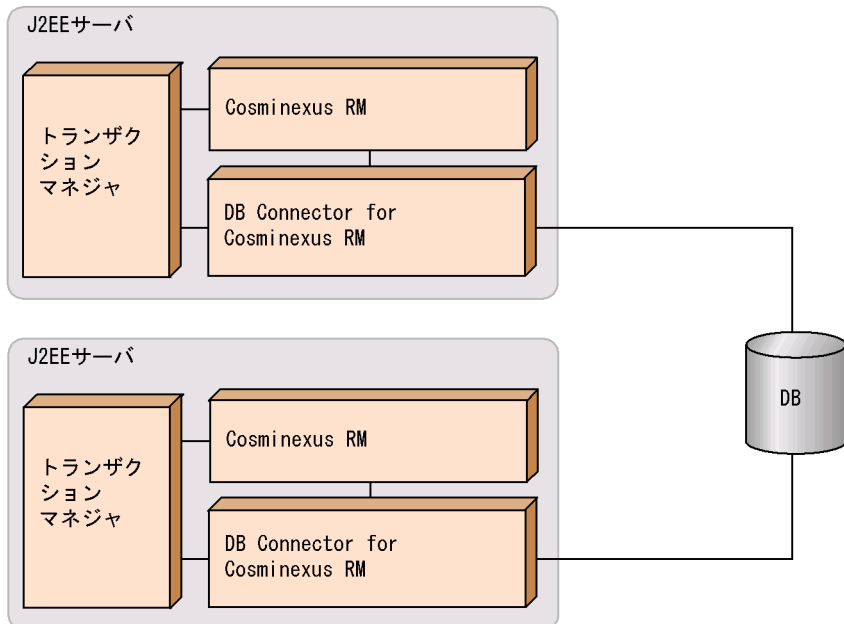 J2EEサーバ
トランザク
ション
マネジャ
Cosminexus RM
DB Connector for
Cosminexus RM
J2EEサーバ
トランザク
ション
マネジャ
Cosminexus RM
DB Connector for
Cosminexus RM
DB